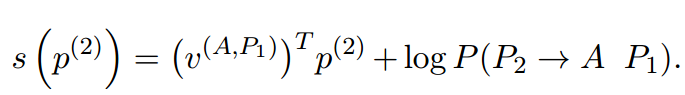 s(p^{(2)}) = (v^{(A,P_1)})^T p^{(2)} + log P(P_2 → A P_1).